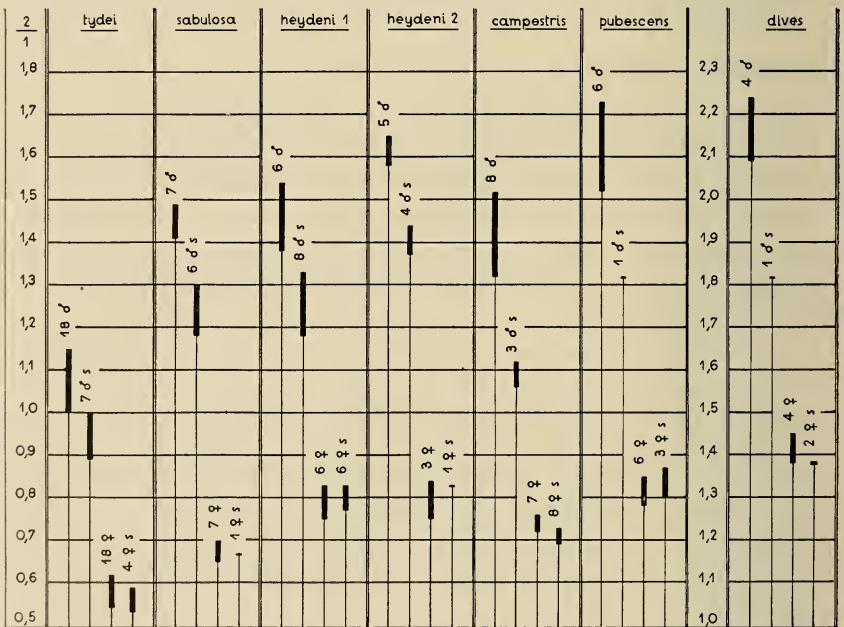 2
1
tydei
sabulosa
heydeni 1
heydeni 2
campestris
pubescens
dives
1,8
1,7
1,6
1,5
1,4
1,3
1,2
1,1
1,0
0,9
0,8
0,7
0,6
0,5
18 ♂
7 ♂ s
18 ♀
4 ♀ s
7 ♂
6 ♂ s
7 ♀
1 ♀ s
6 ♂
8 ♂ s
6 ♀
6 ♀ s
5 ♂
4 ♂ s
3 ♀
1 ♀ s
8 ♂
3 ♂ s
7 ♀
8 ♀ s
6 ♂
1 ♂ s
6 ♀
3 ♀ s
2,3
2,2
2,1
2,0
1,9
1,8
1,7
1,6
1,5
1,4
1,3
1,2
1,1
1,0
4 ♂
1 ♂ s
4 ♀
2 ♀ s